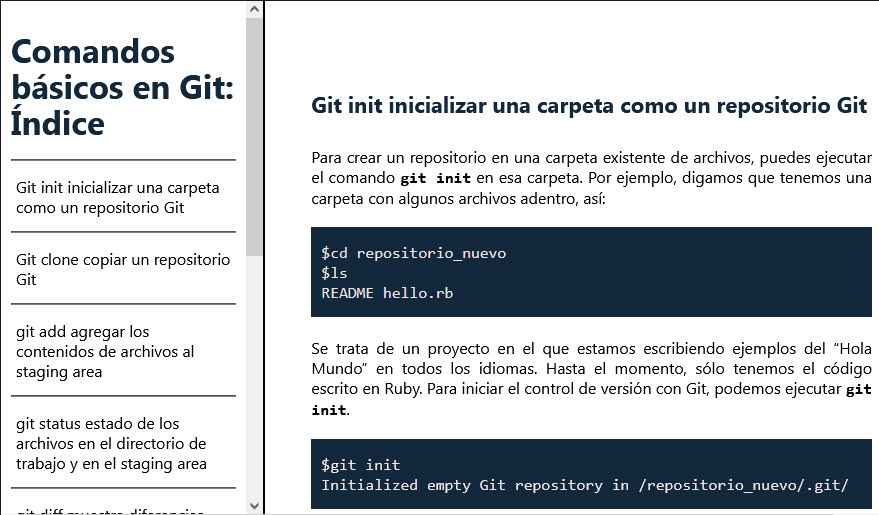 Comandos
básicos en Git:
Índice
Git init inicializar una carpeta
como un repositorio Git
Git clone copiar un repositorio
Git
git add agregar los
contenidos de archivos al
staging area
git status estado de los
archivos en el directorio de
trabajo y en el staging area
git diff muestra diferencias
Git init inicializar una carpeta como un repositorio Git
Para crear un repositorio en una carpeta existente de archivos, puedes ejecutar
el comando git init en esa carpeta. Por ejemplo, digamos que tenemos una
carpeta con algunos archivos adentro, así:
$cd repositorio_nuevo
$ls
README hello.rb
Se trata de un proyecto en el que estamos escribiendo ejemplos del “Hola
Mundo” en todos los idiomas. Hasta el momento, sólo tenemos el código
escrito en Ruby. Para iniciar el control de versión con Git, podemos ejecutar git
init.
$git init
Initialized empty Git repository in /repositorio_nuevo/.git/